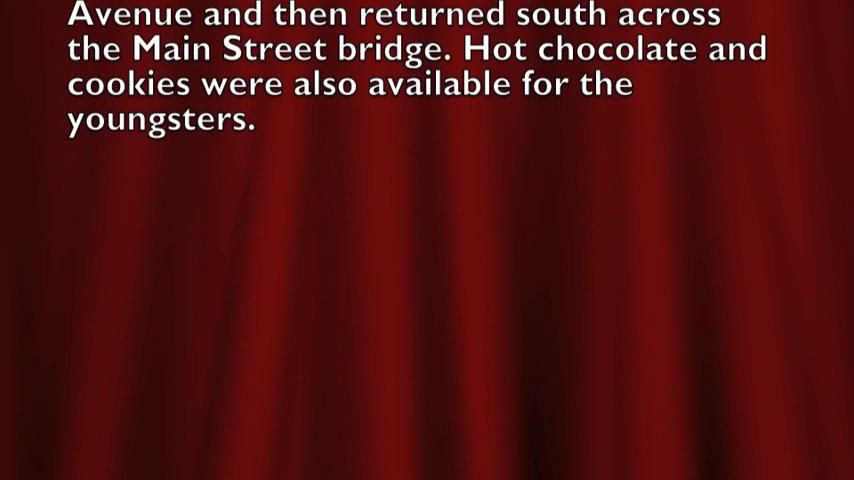 Avenue and then returned south across
the Main Street bridge. Hot chocolate and
cookies were also available for the
youngsters.